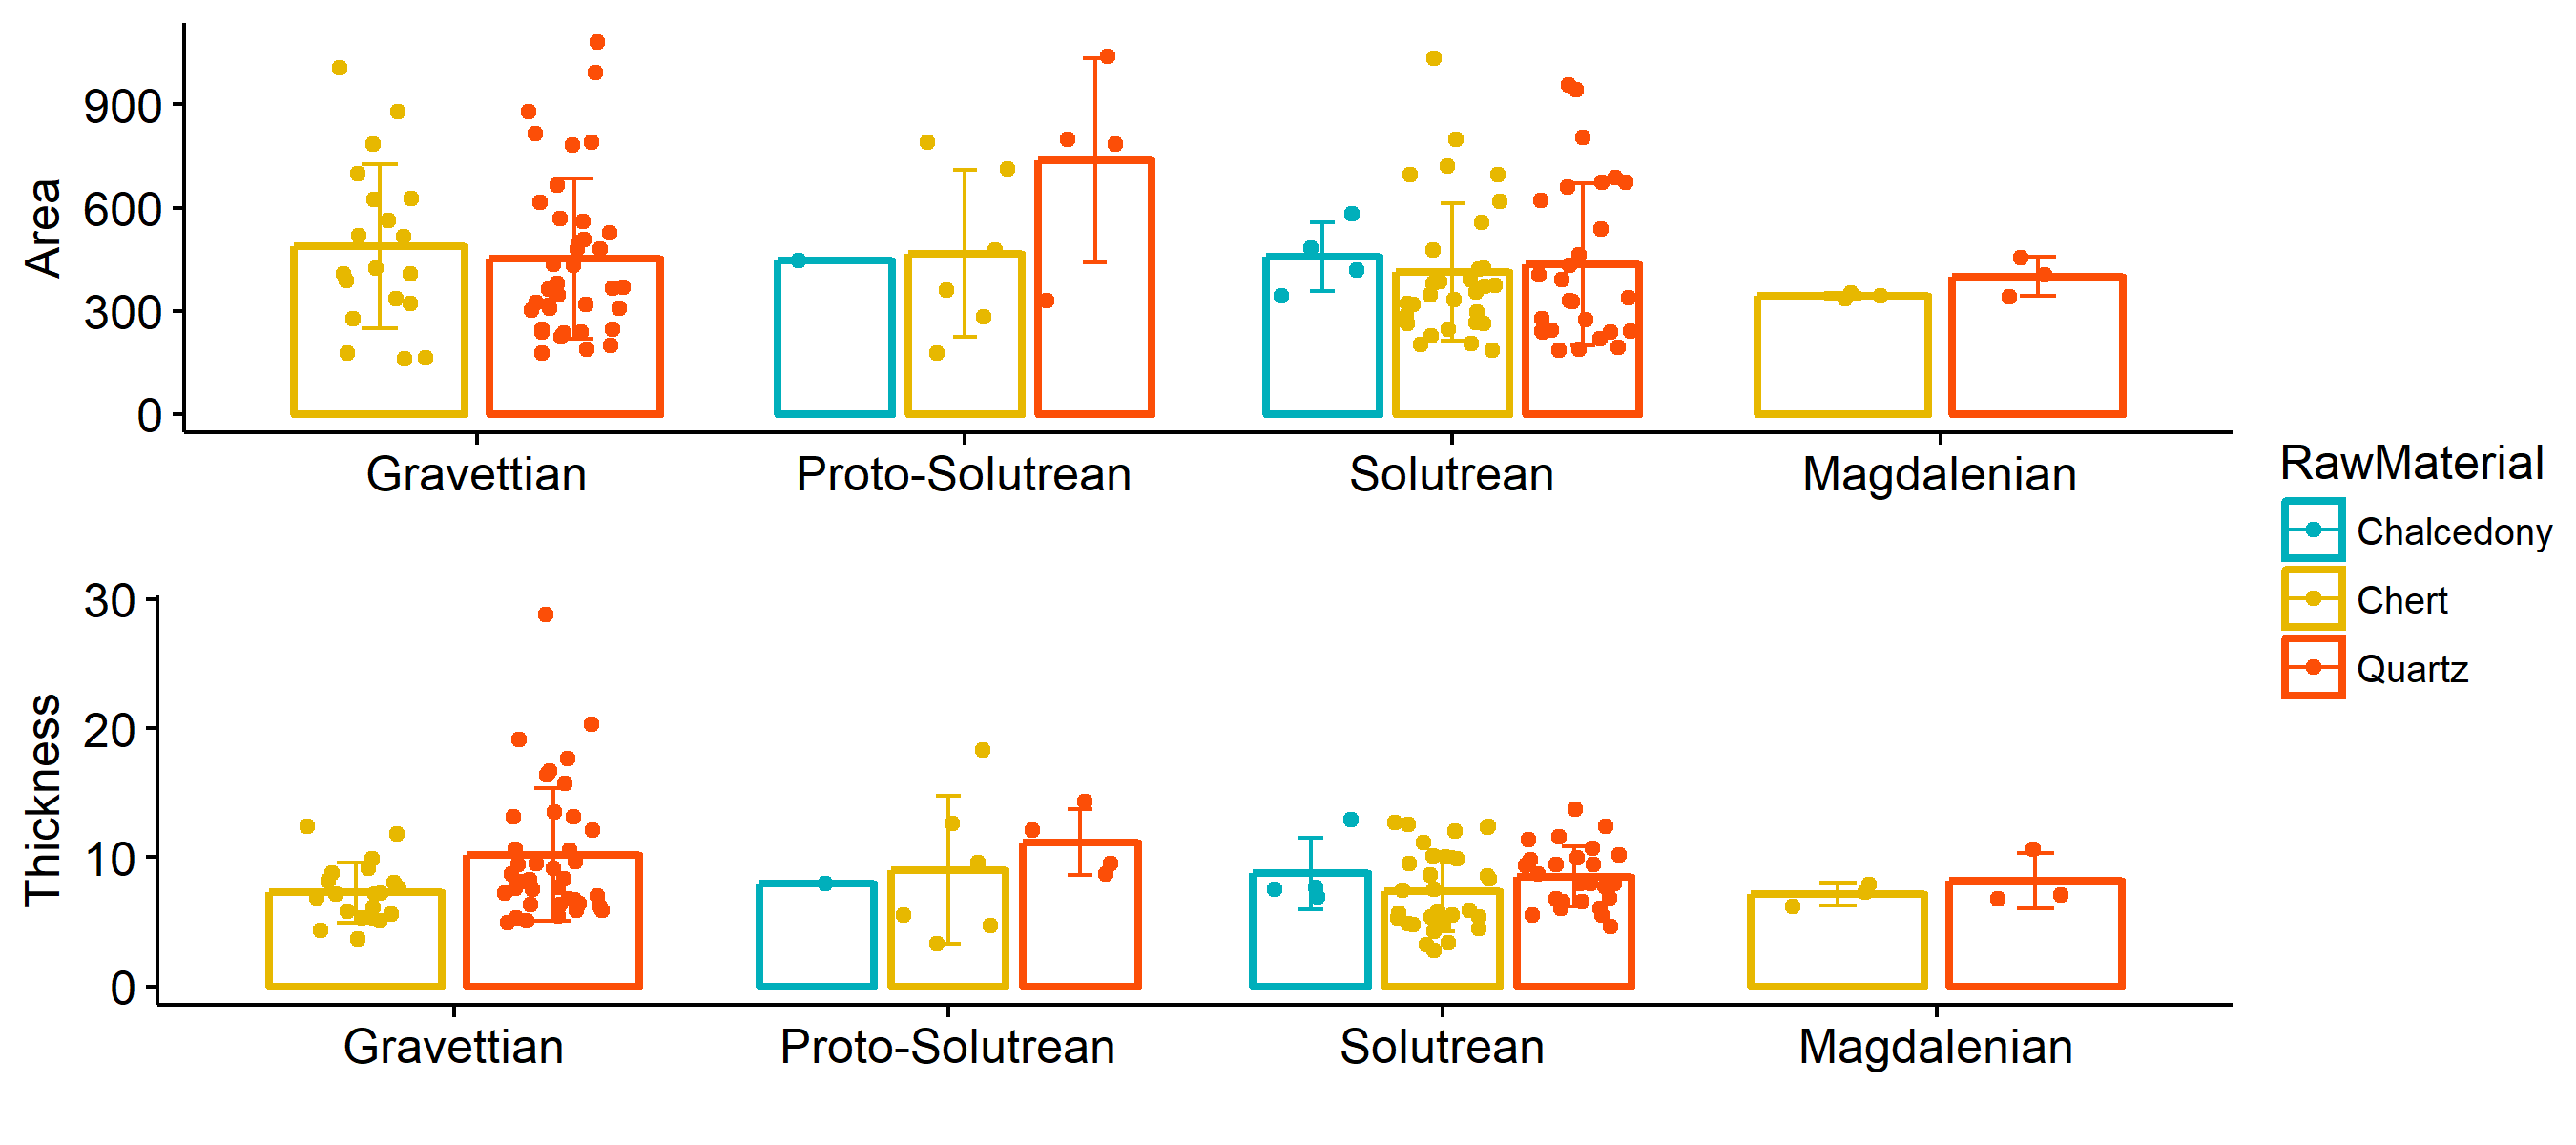 Area
900
600
300
0
Gravettian Proto-Solutrean Solutrean Magdalenian
RawMaterial
Chalcedony
Chert
Quartz
Thickness
30
20
10
0
Gravettian Proto-Solutrean Solutrean Magdalenian